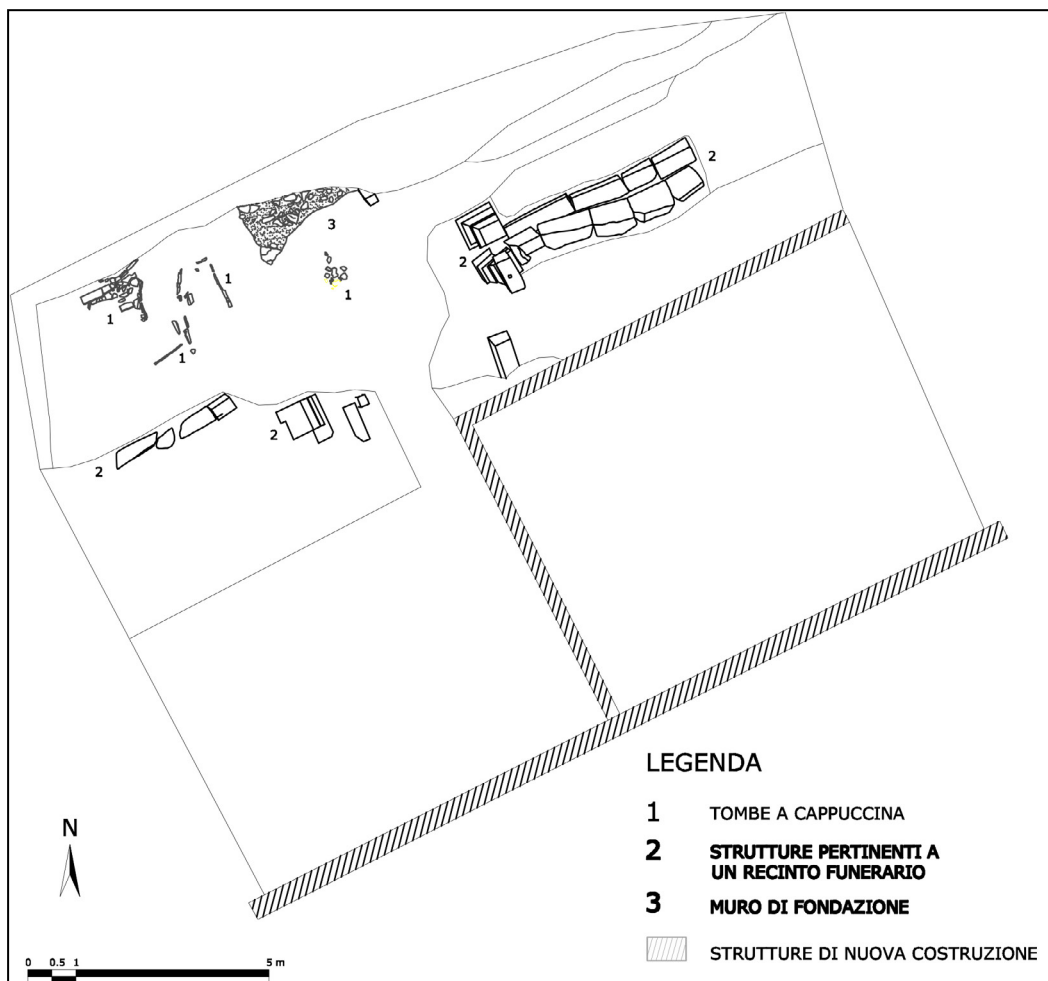 2
3
1
1
2
1
1
2
2
LEGENDA
1 TOMBE A CAPPUCCINA
2 STRUTTURE PERTINENTI A
UN RECINTO FUNERARIO
3 MURO DI FONDAZIONE
STRUTTURE DI NUOVA COSTRUZIONE
N
0 0.5 1 5 m